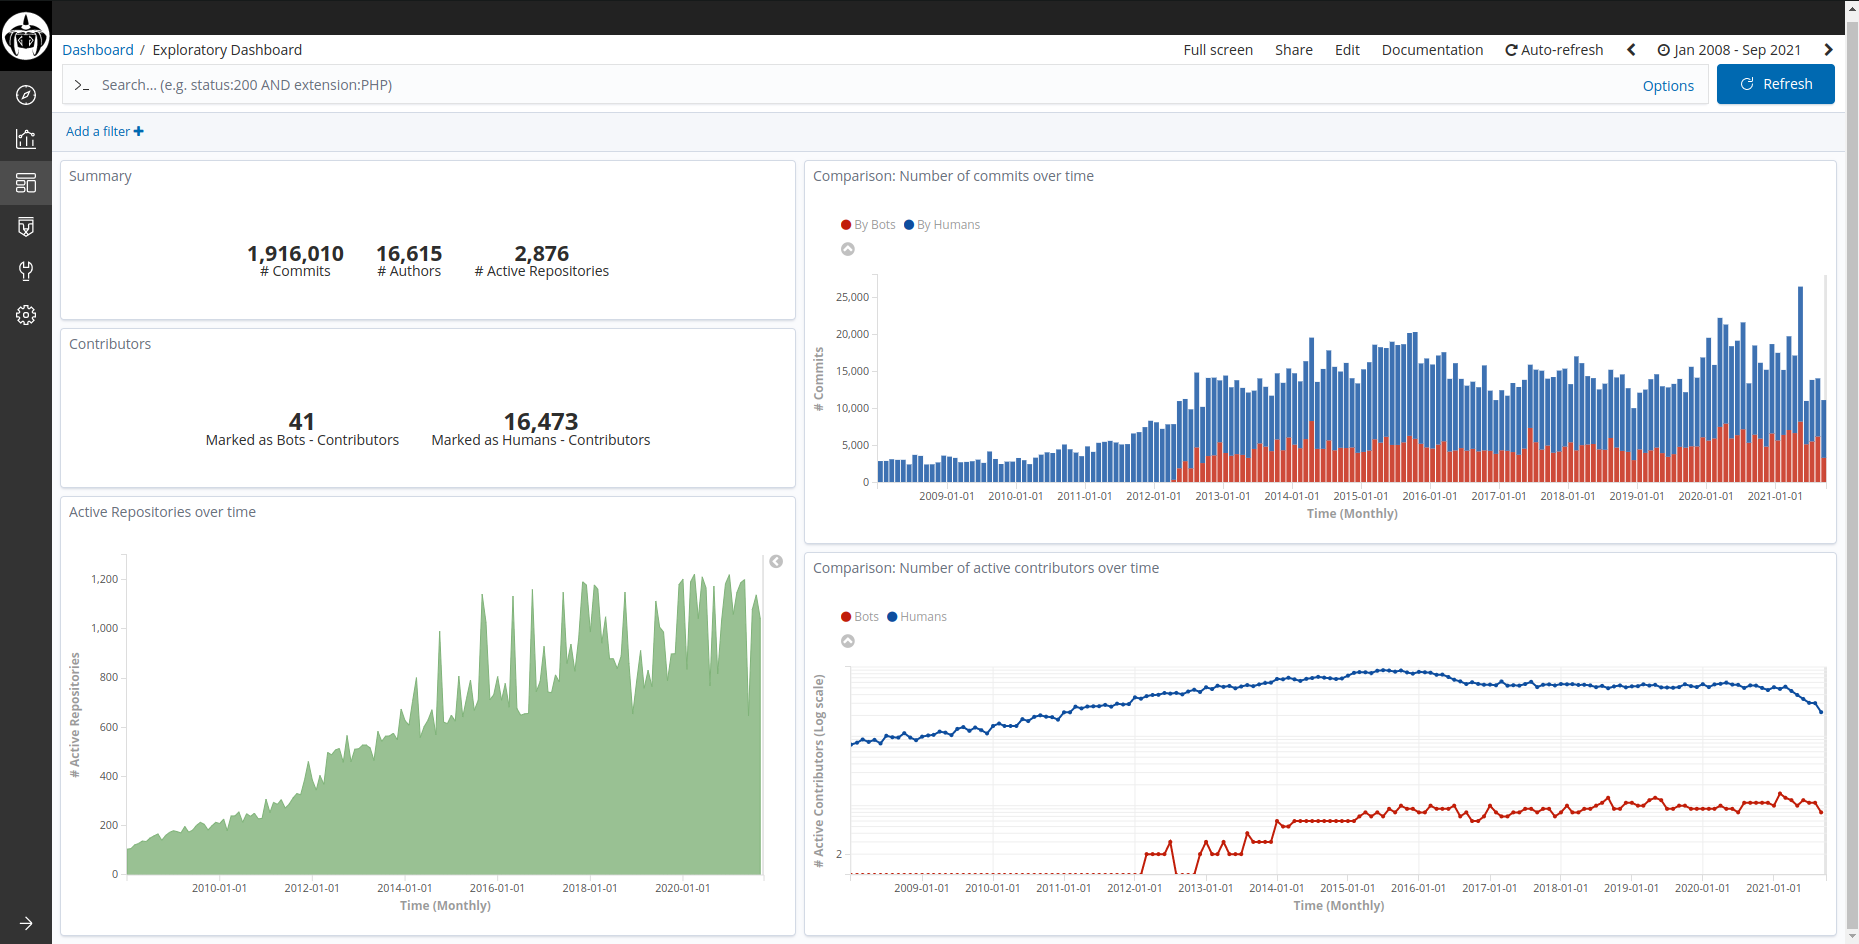 Dashboard / Exploratory Dashboard
Full screen Share Edit Documentation Auto-refresh Jan 2008 - Sep 2021
>_ Search... (e.g. status:200 AND extension:PHP)
Options
Refresh
Add a filter +
Summary
1,916,010 16,615 2,876
# Commits # Authors # Active Repositories
Contributors
41 16,473
Marked as Bots - Contributors Marked as Humans - Contributors
Active Repositories over time
# Active Repositories
1,200
1,000
800
600
400
200
0
2010-01-01 2012-01-01 2014-01-01 2016-01-01 2018-01-01 2020-01-01
Time (Monthly)
Comparison: Number of commits over time
By Bots By Humans
# Commits
25,000
20,000
15,000
10,000
5,000
0
2009-01-01 2010-01-01 2011-01-01 2012-01-01 2013-01-01 2014-01-01 2015-01-01 2016-01-01 2017-01-01 2018-01-01 2019-01-01 2020-01-01 2021-01-01
Time (Monthly)
Comparison: Number of active contributors over time
Bots Humans
# Active Contributors (Log scale)
2
2009-01-01 2010-01-01 2011-01-01 2012-01-01 2013-01-01 2014-01-01 2015-01-01 2016-01-01 2017-01-01 2018-01-01 2019-01-01 2020-01-01 2021-01-01
Time (Monthly)